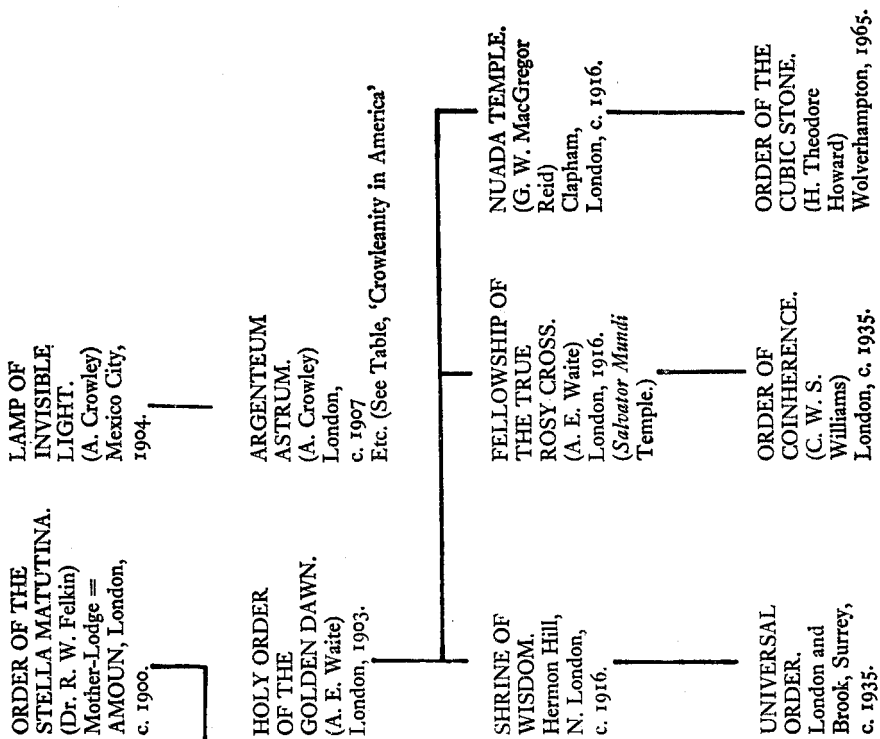 ORDER OF THE
STELLA MATUTINA.
(Dr. R. W. Felkin)
Mother-Lodge =
AMOUN, London,
c. 1900.
LAMP OF
INVISIBLE
LIGHT.
(A. Crowley)
Mexico City,
1904.
HOLY ORDER
OF THE
GOLDEN DAWN.
(A. E. Waite)
London, 1903.
ARGENTEUM
ASTRUM.
(A. Crowley)
London,
c. 1907
Etc. (See Table, ‘Crowleanity in America’
SHRINE OF
WISDOM.
Hermon Hill,
N. London,
c. 1916.
FELLOWSHIP OF
THE TRUE
ROSY CROSS.
(A. E. Waite)
London, 1916.
(Salvator Mundi
Temple.)
NUADA TEMPLE.
(G. W. MacGregor
Reid)
Clapham,
London, c. 1916.
UNIVERSAL
ORDER.
London and
Brook, Surrey,
c. 1935.
ORDER OF
COINHERENCE.
(C. W. S.
Williams)
London, c. 1935.
ORDER OF THE
CUBIC STONE.
(H. Theodore
Howard)
Wolverhampton, 1965.